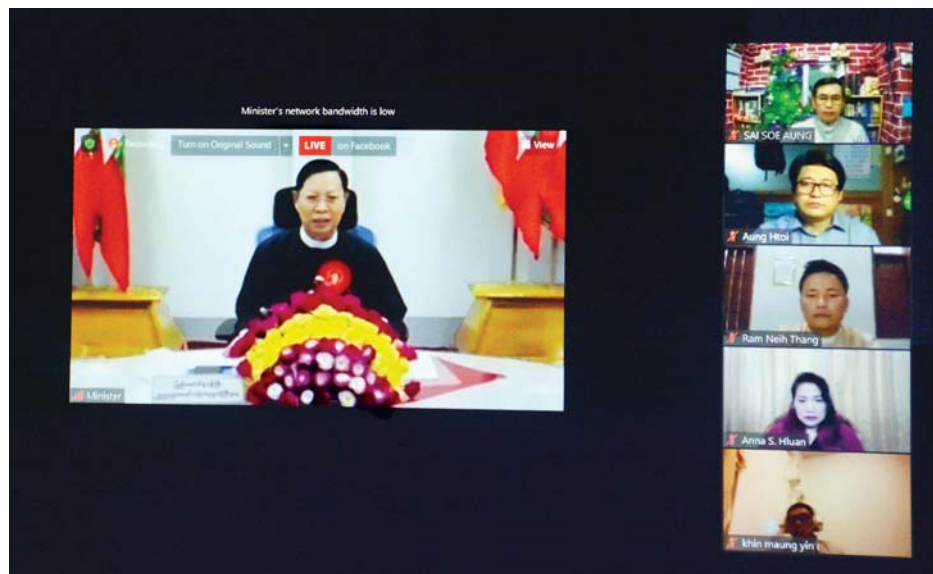 Minister's network bandwidth is low
Recording
Turn on Original Sound
LIVE on Facebook
View
Minister
SAI SOE AUNG
Aung Htoi
Ram Neih Thang
Anna S. Hluan
khin maung yin